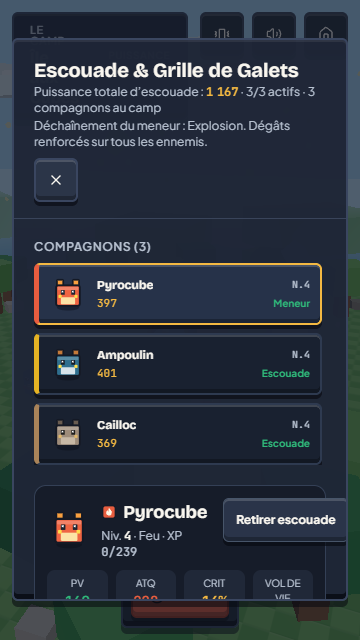 LE
Escouade & Grille de Galets
Puissance totale d'escouade : 1 167 · 3/3 actifs · 3
compagnons au camp
Déchaînement du meneur : Explosion. Dégâts
renforcés sur tous les ennemis.
COMPAGNONS (3)
Pyrocube
N.4
397
Meneur
Ampoulin
N.4
401
Escouade
Cailloc
N.4
369
Escouade
Pyrocube
Retirer escouade
Niv. 4 · Feu · XP
0/239
PV
ATQ
CRIT
VOL DE
VIE